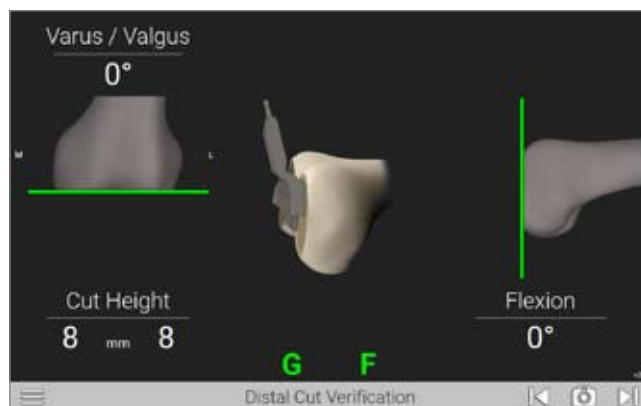 Varus / Valgus
0°
M L
Cut Height
8 mm 8
Flexion
0°
G F
Distal Cut Verification